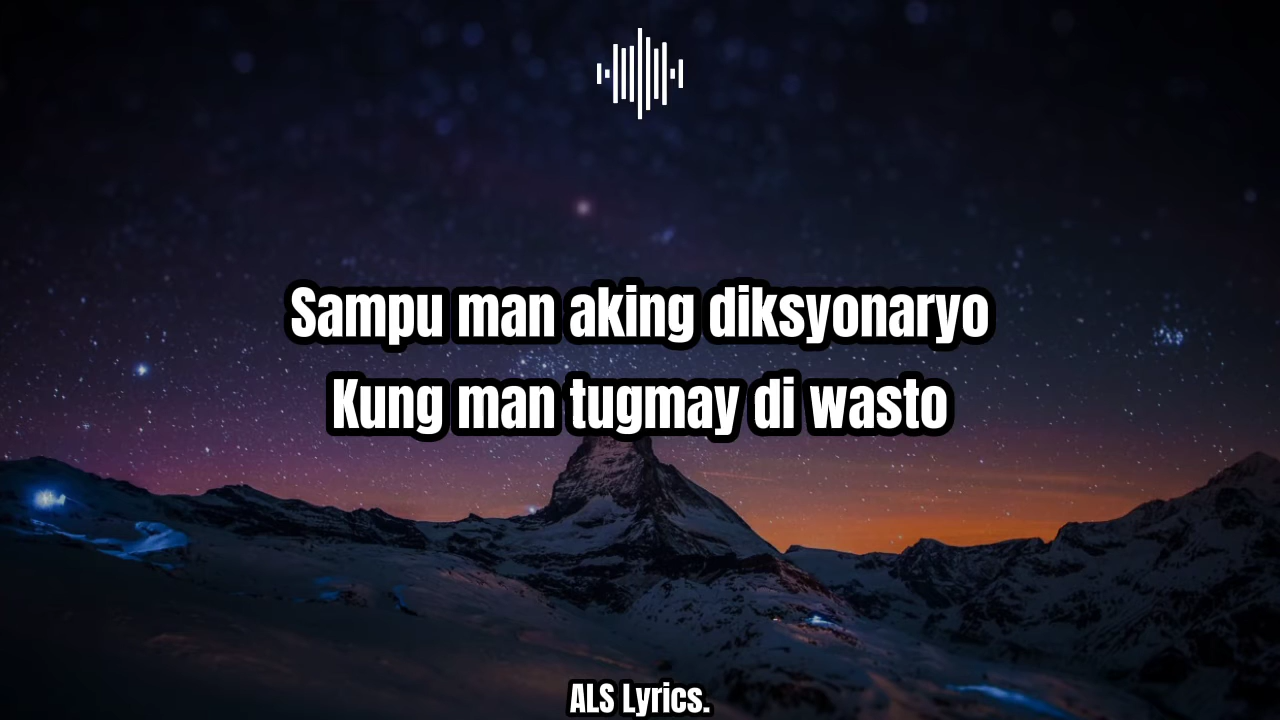 Sampu man aking diksyonaryo
Kung man tugmay di wasto
ALS Lyrics.